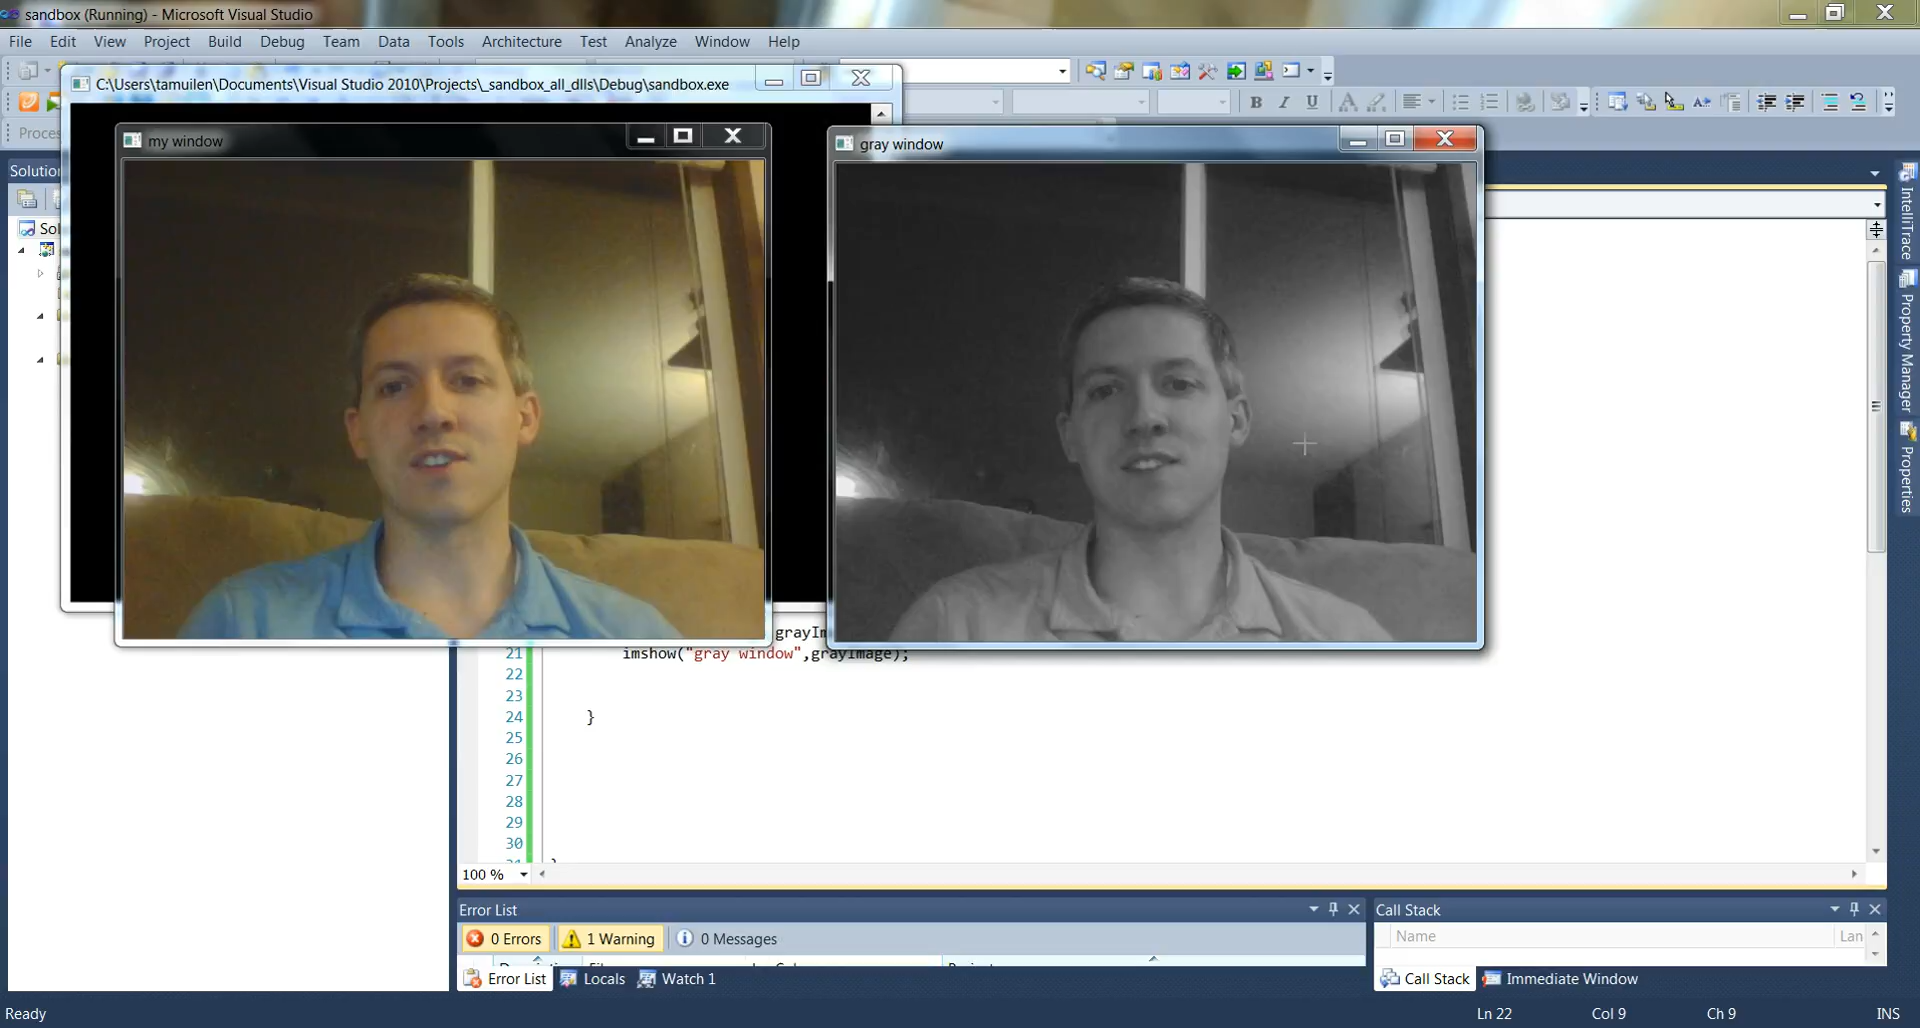 sandbox (Running) - Microsoft Visual Studio
File Edit View Project Build Debug Team Data Tools Architecture Test Analyze Window Help
C:\Users\tamuilen\Documents\Visual Studio 2010\Projects\_sandbox_all_dlls\Debug\sandbox.exe
B I U A
Proces
my window
gray window
Solution
Sol
IntelliTrace
Property Manager
Properties
grayIm
21 imshow("gray window",grayImage);
22
23
24 }
25
26
27
28
29
30
100 %
Error List
Call Stack
0 Errors 1 Warning 0 Messages
Name Lan
Error List Locals Watch 1
Call Stack Immediate Window
Ready Ln 22 Col 9 Ch 9 INS